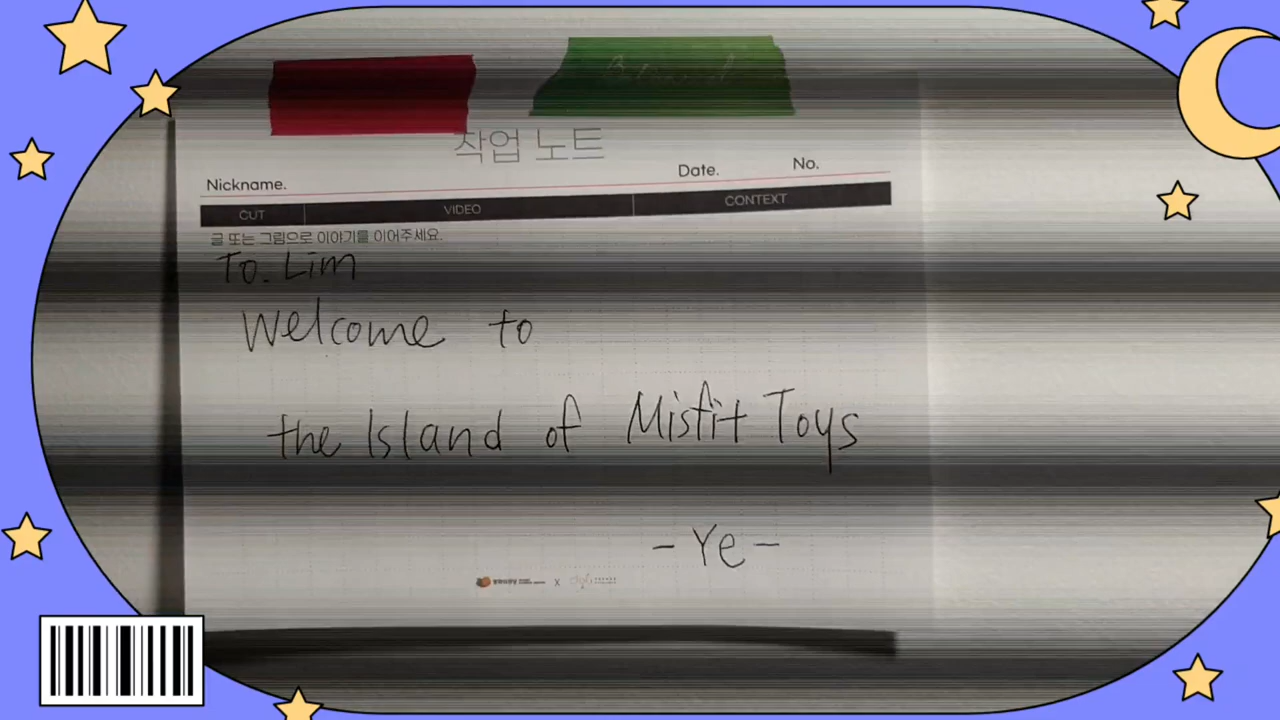 작업 노트
Nickname. Date. No.
CUT VIDEO CONTEXT
글 또는 그림으로 이야기를 이어주세요.
To. Lim
Welcome to
the Island of Misfit Toys
-Ye-
X